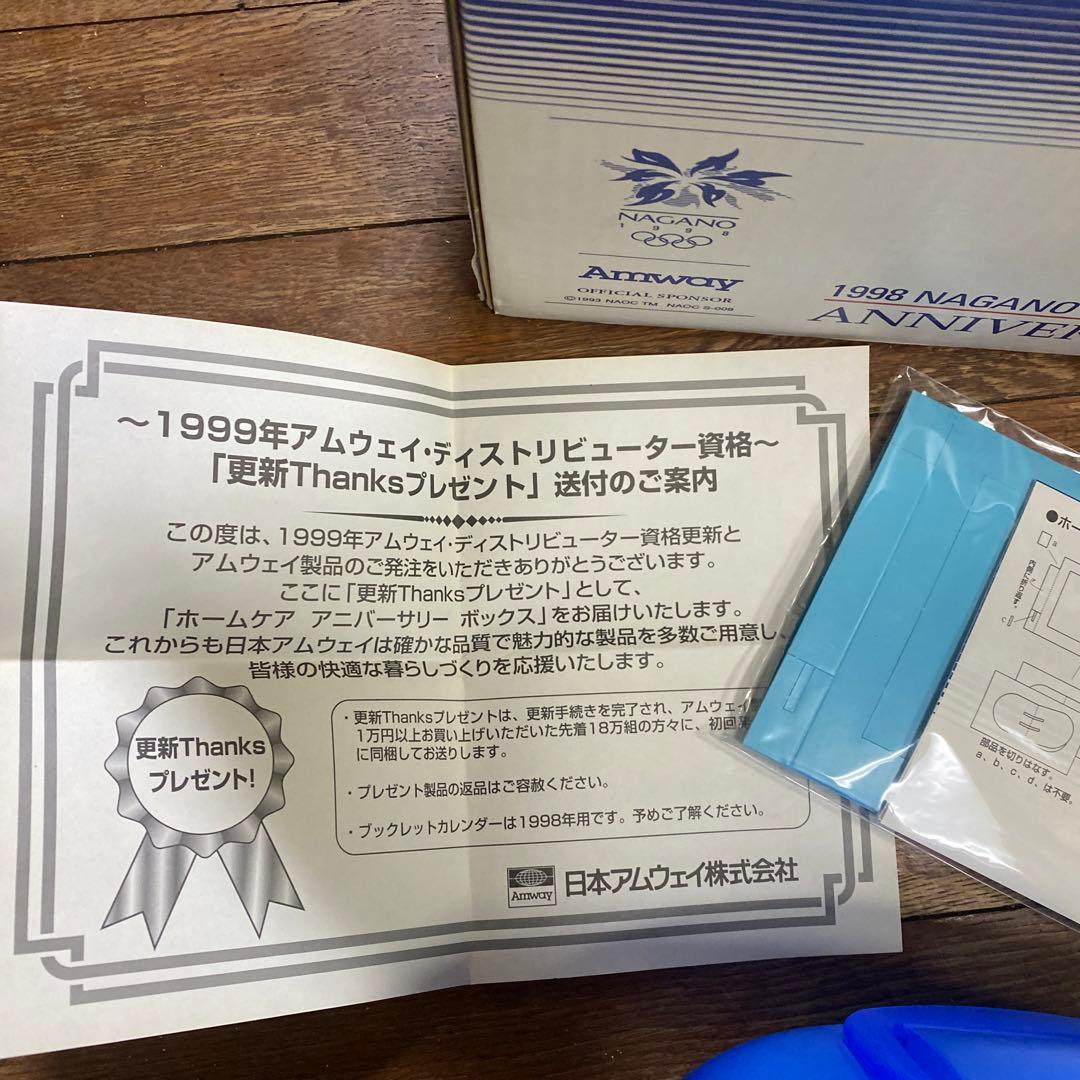 NAGANO
1998
Amway
OFFICIAL SPONSOR
©1993 NAOC TM NAOC S-009
1998 NAGANO
～1999年アムウェイ・ディストリビューター資格～
「更新Thanksプレゼント」送付のご案内
この度は、1999年アムウェイ・ディストリビューター資格更新と
アムウェイ製品のご発注をいただきありがとうございます。
ここに「更新Thanksプレゼント」として、
「ホームケア アニバーサリー ボックス」をお届けいたします。
これからも日本アムウェイは確かな品質で魅力的な製品を多数ご用意し、
皆様の快適な暮らしづくりを応援いたします。
更新Thanks
プレゼント!
・更新Thanksプレゼントは、更新手続きを完了され、アムウェイ
1万円以上お買い上げいただいた先着18万組の方々に、初回
に同梱してお送りします。
・プレゼント製品の返品はご容赦ください。
・ブックレットカレンダーは1998年用です。予めご了解ください。
Amway
日本アムウェイ株式会社
●ホー
a
内側に折り返す。
c
部品を切りはなす。
a、b、c、d、は不要。